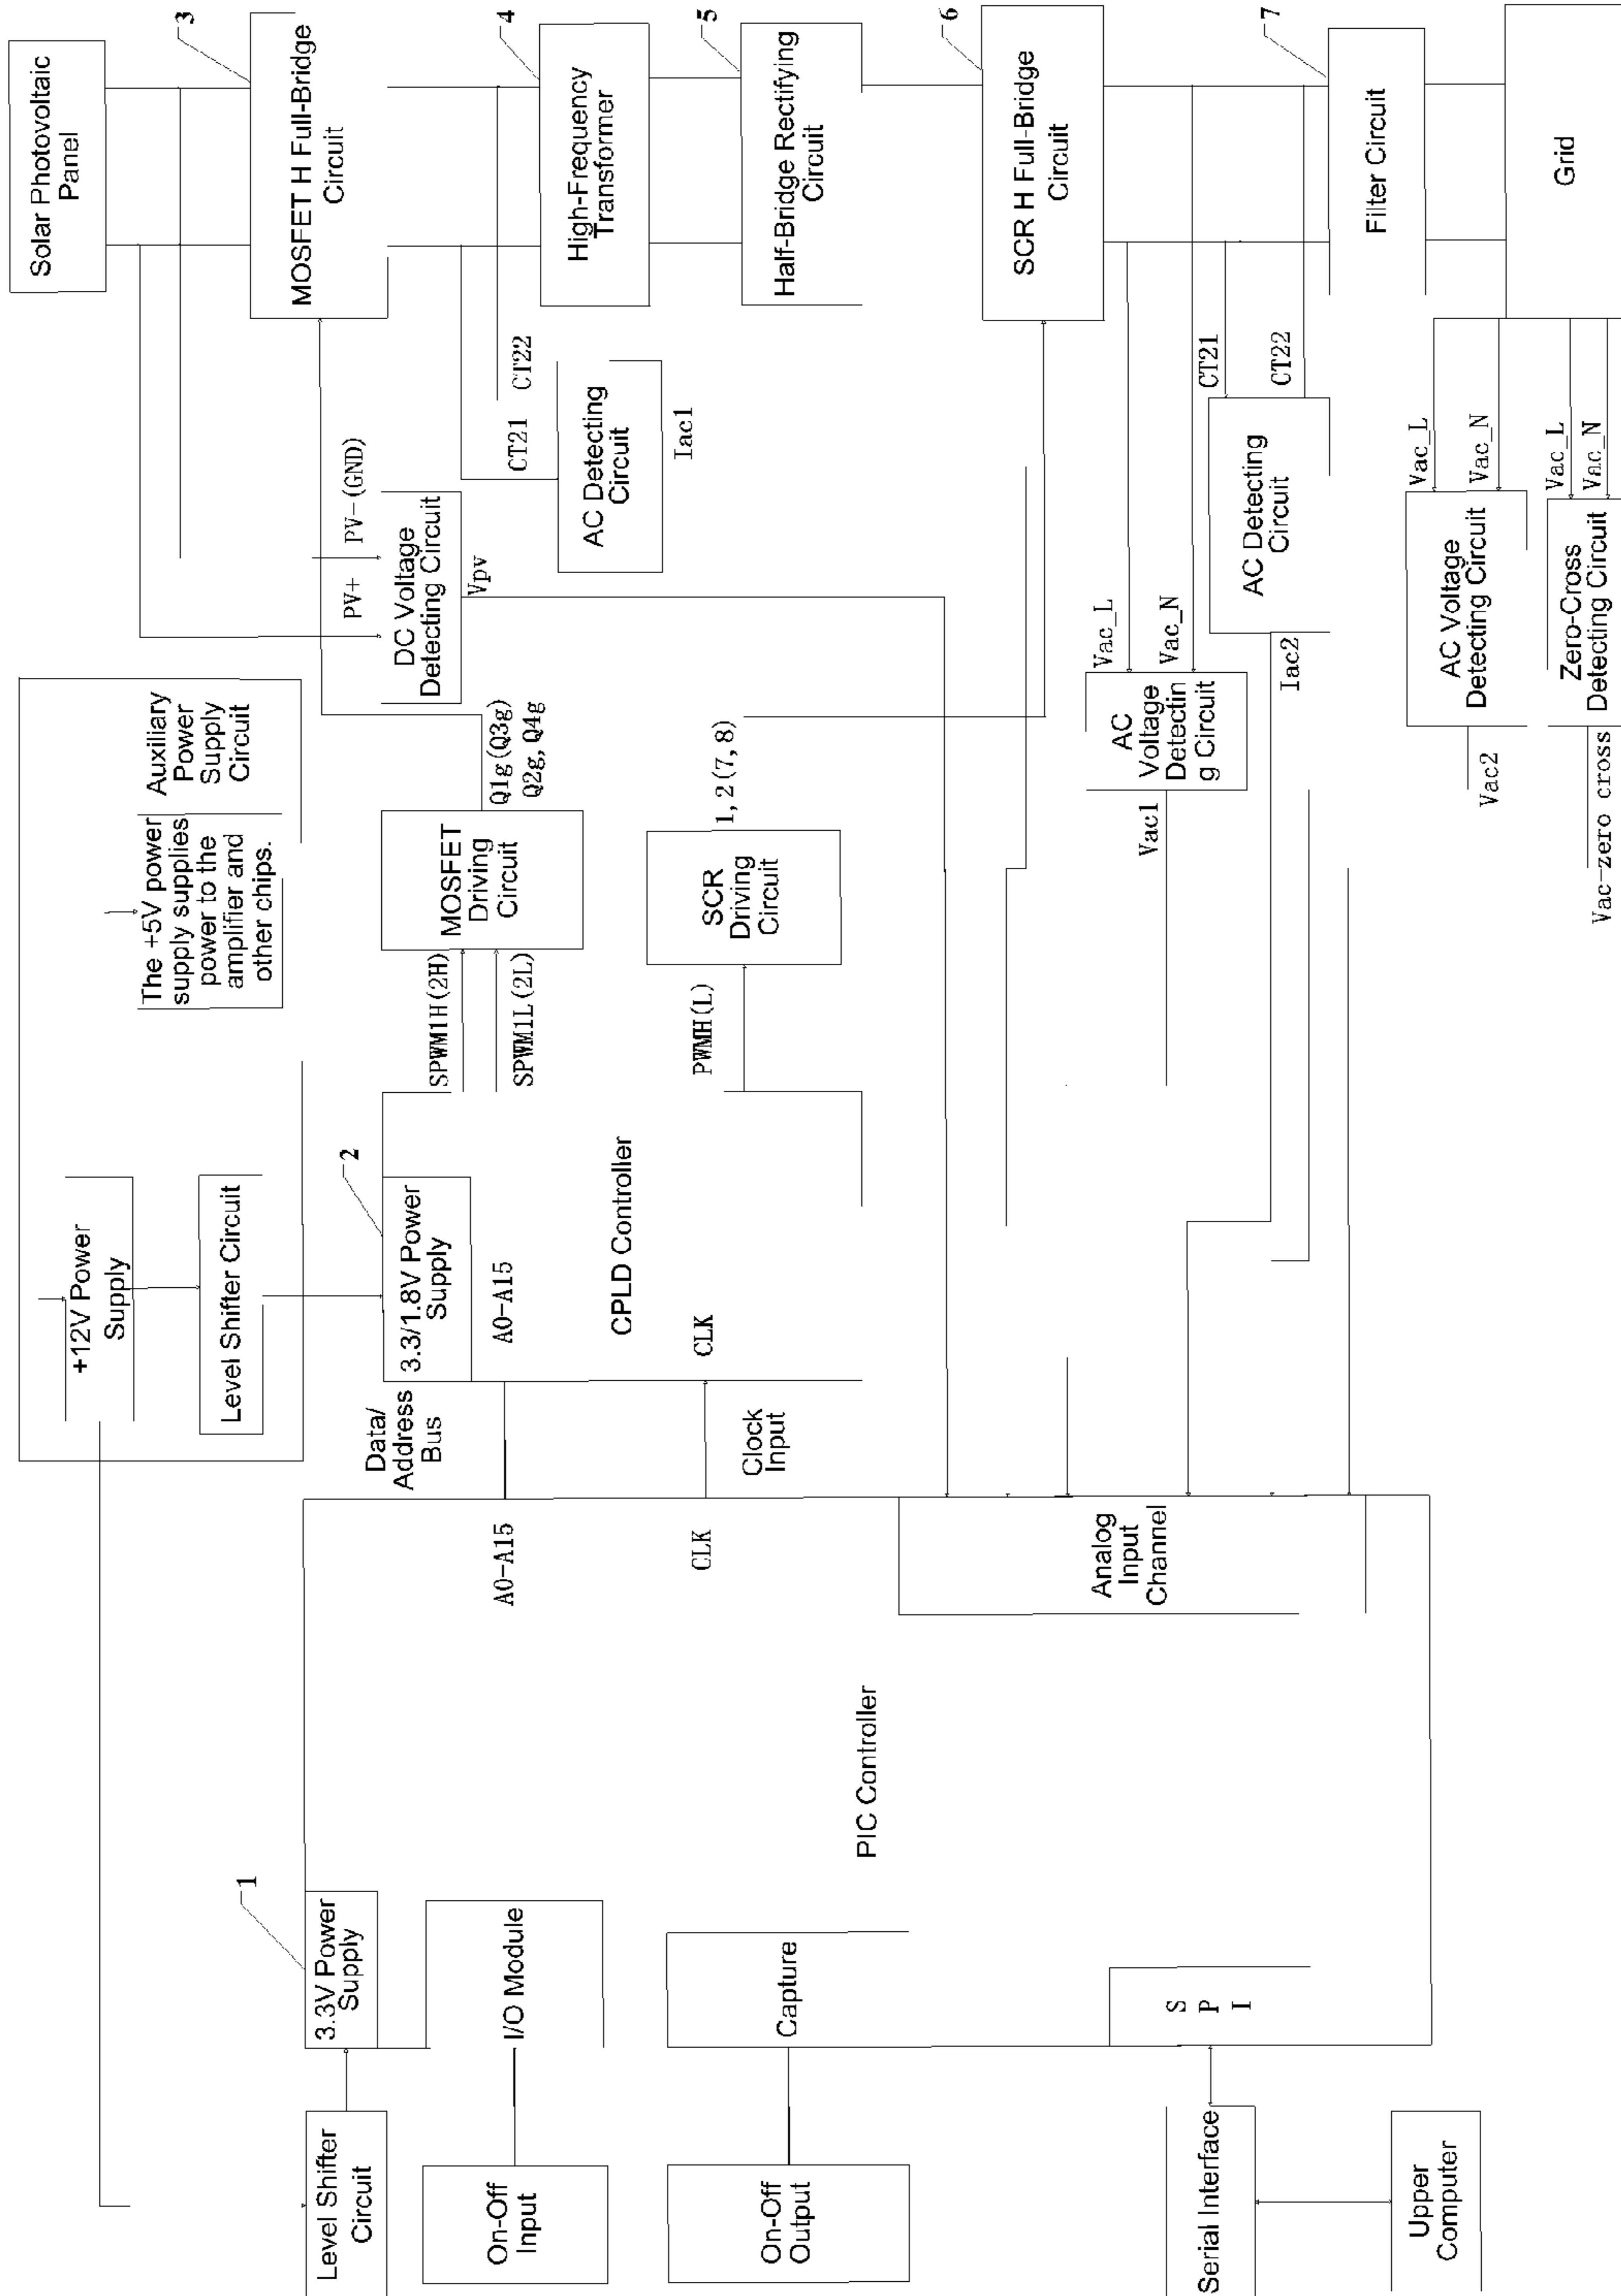 Solar Photovoltaic
Panel
3
MOSFET H Full-Bridge
Circuit
4
High-Frequency
Transformer
5
Half-Bridge Rectifying
Circuit
6
SCR H Full-Bridge
Circuit
7
Filter Circuit
Grid
PV+
PV-(GND)
DC Voltage
Detecting Circuit
Vpv
CT21
CT22
AC Detecting
Circuit
Iac1
Vac_L
Vac_N
AC
Voltage
Detectin
g Circuit
Vac1
CT21
CT22
AC Detecting
Circuit
Iac2
Vac_L
Vac_N
AC Voltage
Detecting Circuit
Vac2
Vac_L
Vac_N
Zero-Cross
Detecting Circuit
Vac-zero cross
Auxiliary
Power
Supply
Circuit
The +5V power
supply supplies
power to the
amplifier and
other chips.
+12V Power
Supply
Level Shifter Circuit
2
3.3/1.8V Power
Supply
A0-A15
CPLD Controller
CLK
SPWM1H(2H)
SPWM1L(2L)
MOSFET
Driving
Circuit
Q1g(Q3g)
Q2g, Q4g
PWMH(L)
SCR
Driving
Circuit
1, 2(7, 8)
Data/
Address
Bus
Clock
Input
A0-A15
CLK
Analog
Input
Channel
PIC Controller
1
3.3V Power
Supply
I/O Module
Capture
S
P
I
Level Shifter
Circuit
On-Off
Input
On-Off
Output
Serial Interface
Upper
Computer